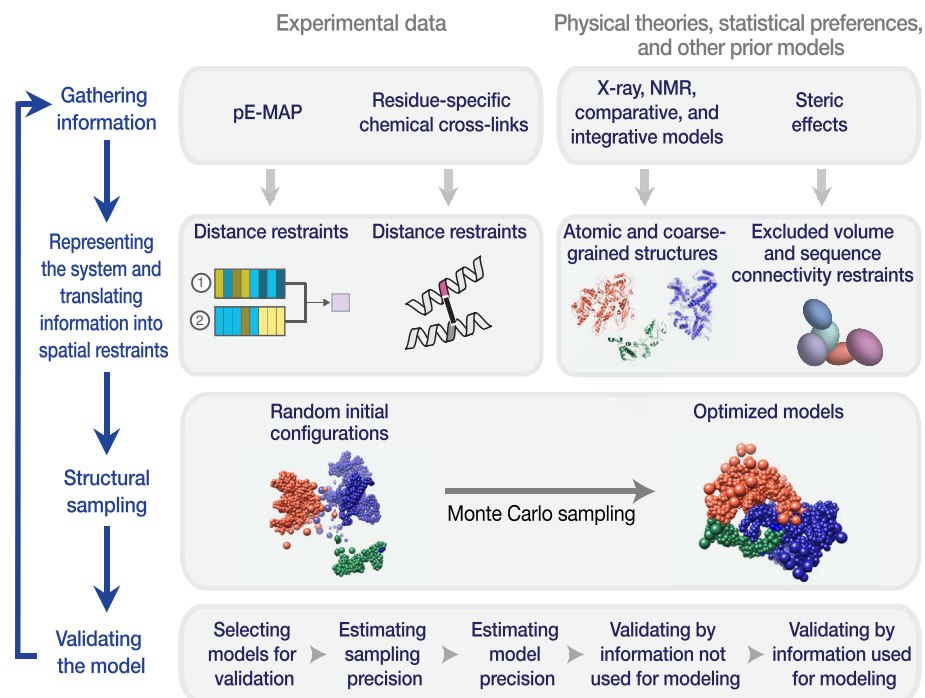 Experimental data
Physical theories, statistical preferences,
and other prior models
Gathering
information
pE-MAP
Residue-specific
chemical cross-links
X-ray, NMR,
comparative, and
integrative models
Steric
effects
Representing
the system and
translating
information into
spatial restraints
Distance restraints
1
2
Distance restraints
Atomic and coarse-
grained structures
Excluded volume
and sequence
connectivity restraints
Structural
sampling
Random initial
configurations
Monte Carlo sampling
Optimized models
Validating
the model
Selecting
models for
validation
Estimating
sampling
precision
Estimating
model
precision
Validating by
information not
used for modeling
Validating by
information used
for modeling